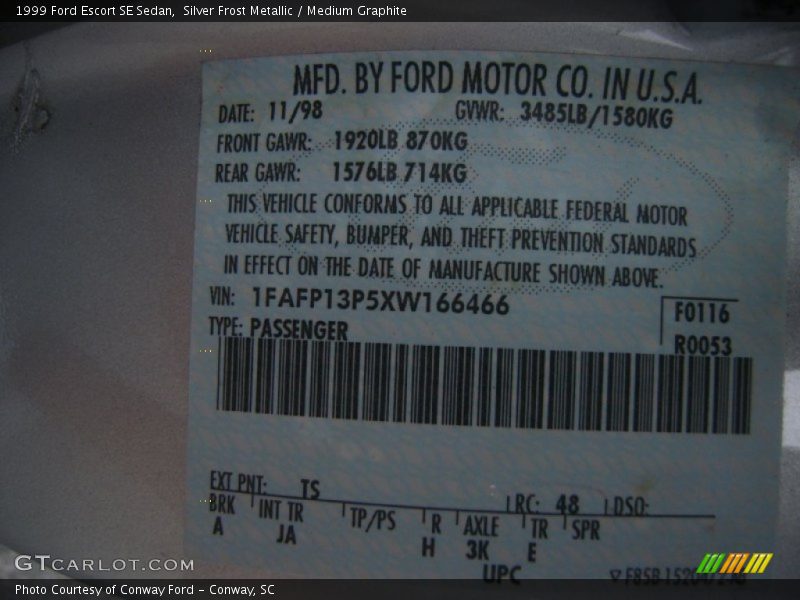 1999 Ford Escort SE Sedan, Silver Frost Metallic / Medium Graphite
MFD. BY FORD MOTOR CO. IN U.S.A.
DATE: 11/98 GVWR: 3485LB/1580KG
FRONT GAWR: 1920LB 870KG
REAR GAWR: 1576LB 714KG
THIS VEHICLE CONFORMS TO ALL APPLICABLE FEDERAL MOTOR
VEHICLE SAFETY, BUMPER, AND THEFT PREVENTION STANDARDS
IN EFFECT ON THE DATE OF MANUFACTURE SHOWN ABOVE.
VIN: 1FAFP13P5XW166466
F0116
TYPE: PASSENGER
R0053
EXT PNT: TS RC: 48 DSO:
BRK INT TR TP/PS R AXLE TR SPR
A JA H 3K E
UPC
GTCARLOT.COM
Photo Courtesy of Conway Ford – Conway, SC